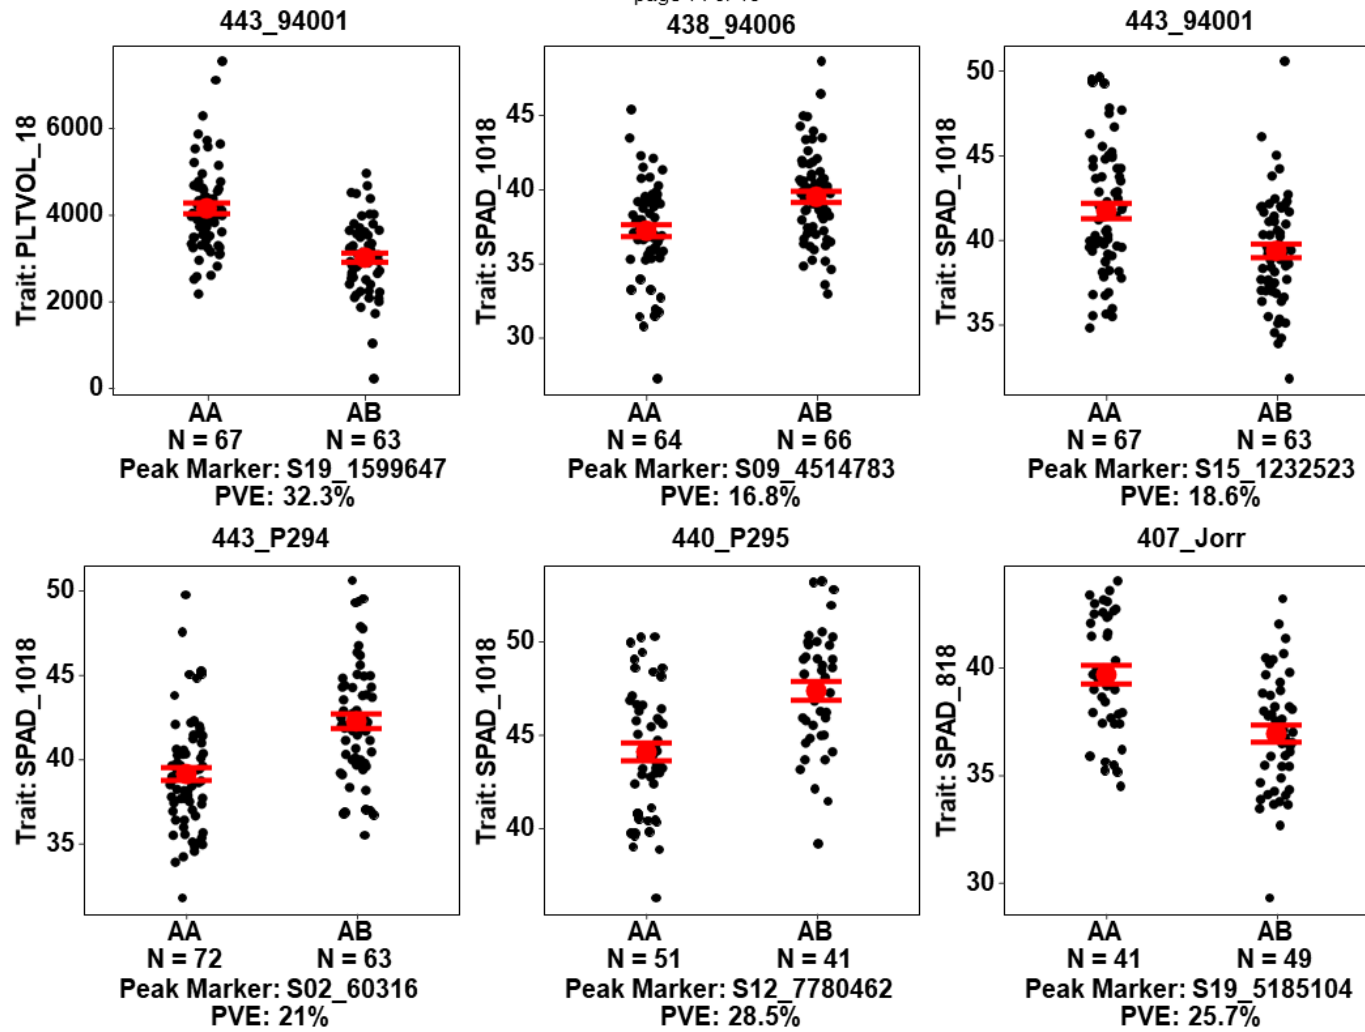 443_94001
438_94006
443_94001
Trait: PLTVOL_18
6000
4000
2000
0
AA
AB
N = 67
N = 63
Peak Marker: S19_1599647
PVE: 32.3%
Trait: SPAD_1018
45
40
35
30
AA
AB
N = 64
N = 66
Peak Marker: S09_4514783
PVE: 16.8%
Trait: SPAD_1018
50
45
40
35
AA
AB
N = 67
N = 63
Peak Marker: S15_1232523
PVE: 18.6%
443_P294
Trait: SPAD_1018
50
45
40
35
AA
AB
N = 72
N = 63
Peak Marker: S02_60316
PVE: 21%
440_P295
Trait: SPAD_1018
50
45
40
AA
AB
N = 51
N = 41
Peak Marker: S12_7780462
PVE: 28.5%
407_Jorr
Trait: SPAD_818
40
35
30
AA
AB
N = 41
N = 49
Peak Marker: S19_5185104
PVE: 25.7%